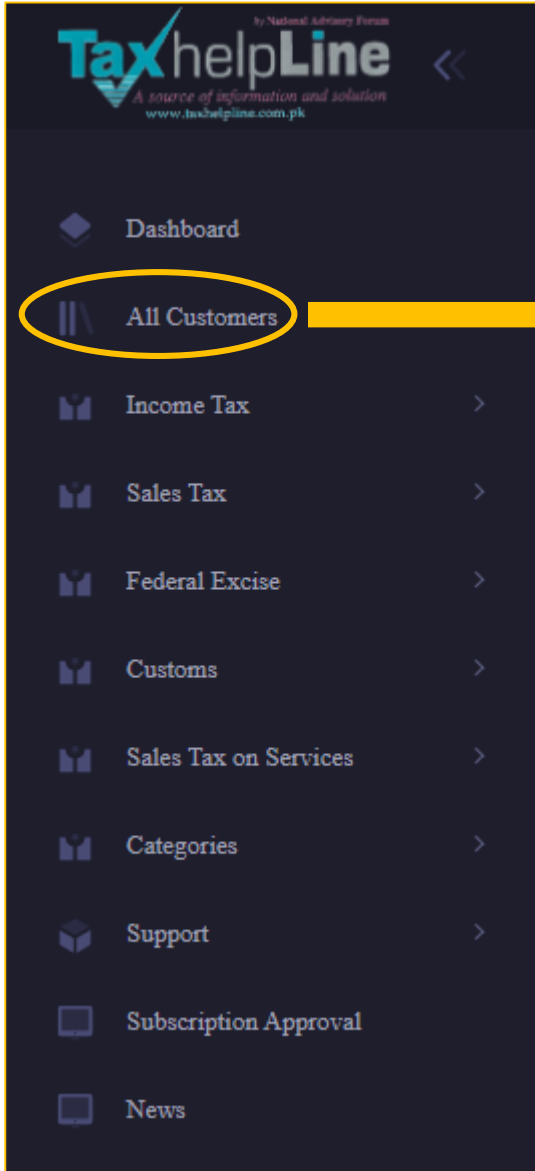 by National Advisory Forum
TaxhelpLine
A source of information and solution
www.taxhelpline.com.pk
Dashboard
All Customers
Income Tax
Sales Tax
Federal Excise
Customs
Sales Tax on Services
Categories
Support
Subscription Approval
News